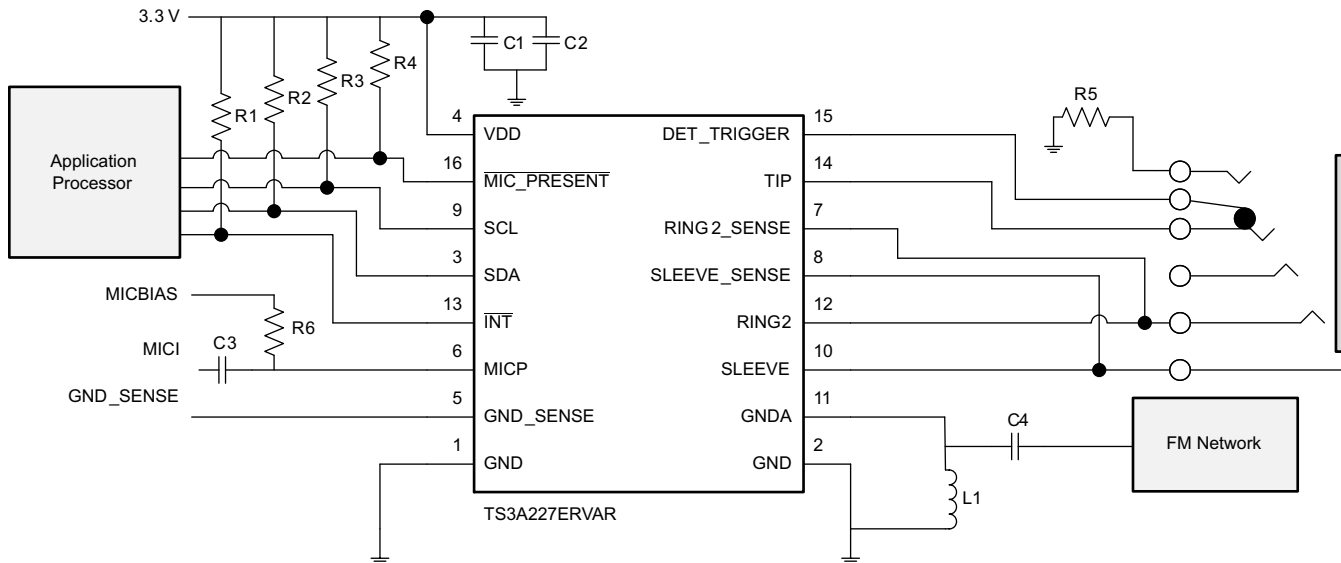 3.3 V
C1
C2
R4
R3
R2
R1
R5
Application
Processor
4
VDD
16
MIC_PRESENT
9
SCL
3
SDA
13
INT
6
MICP
5
GND_SENSE
1
GND
15
DET_TRIGGER
14
TIP
7
RING2_SENSE
8
SLEEVE_SENSE
12
RING2
10
SLEEVE
11
GNDA
2
GND
MICBIAS
R6
MICI
C3
GND_SENSE
C4
FM Network
L1
TS3A227ERVAR